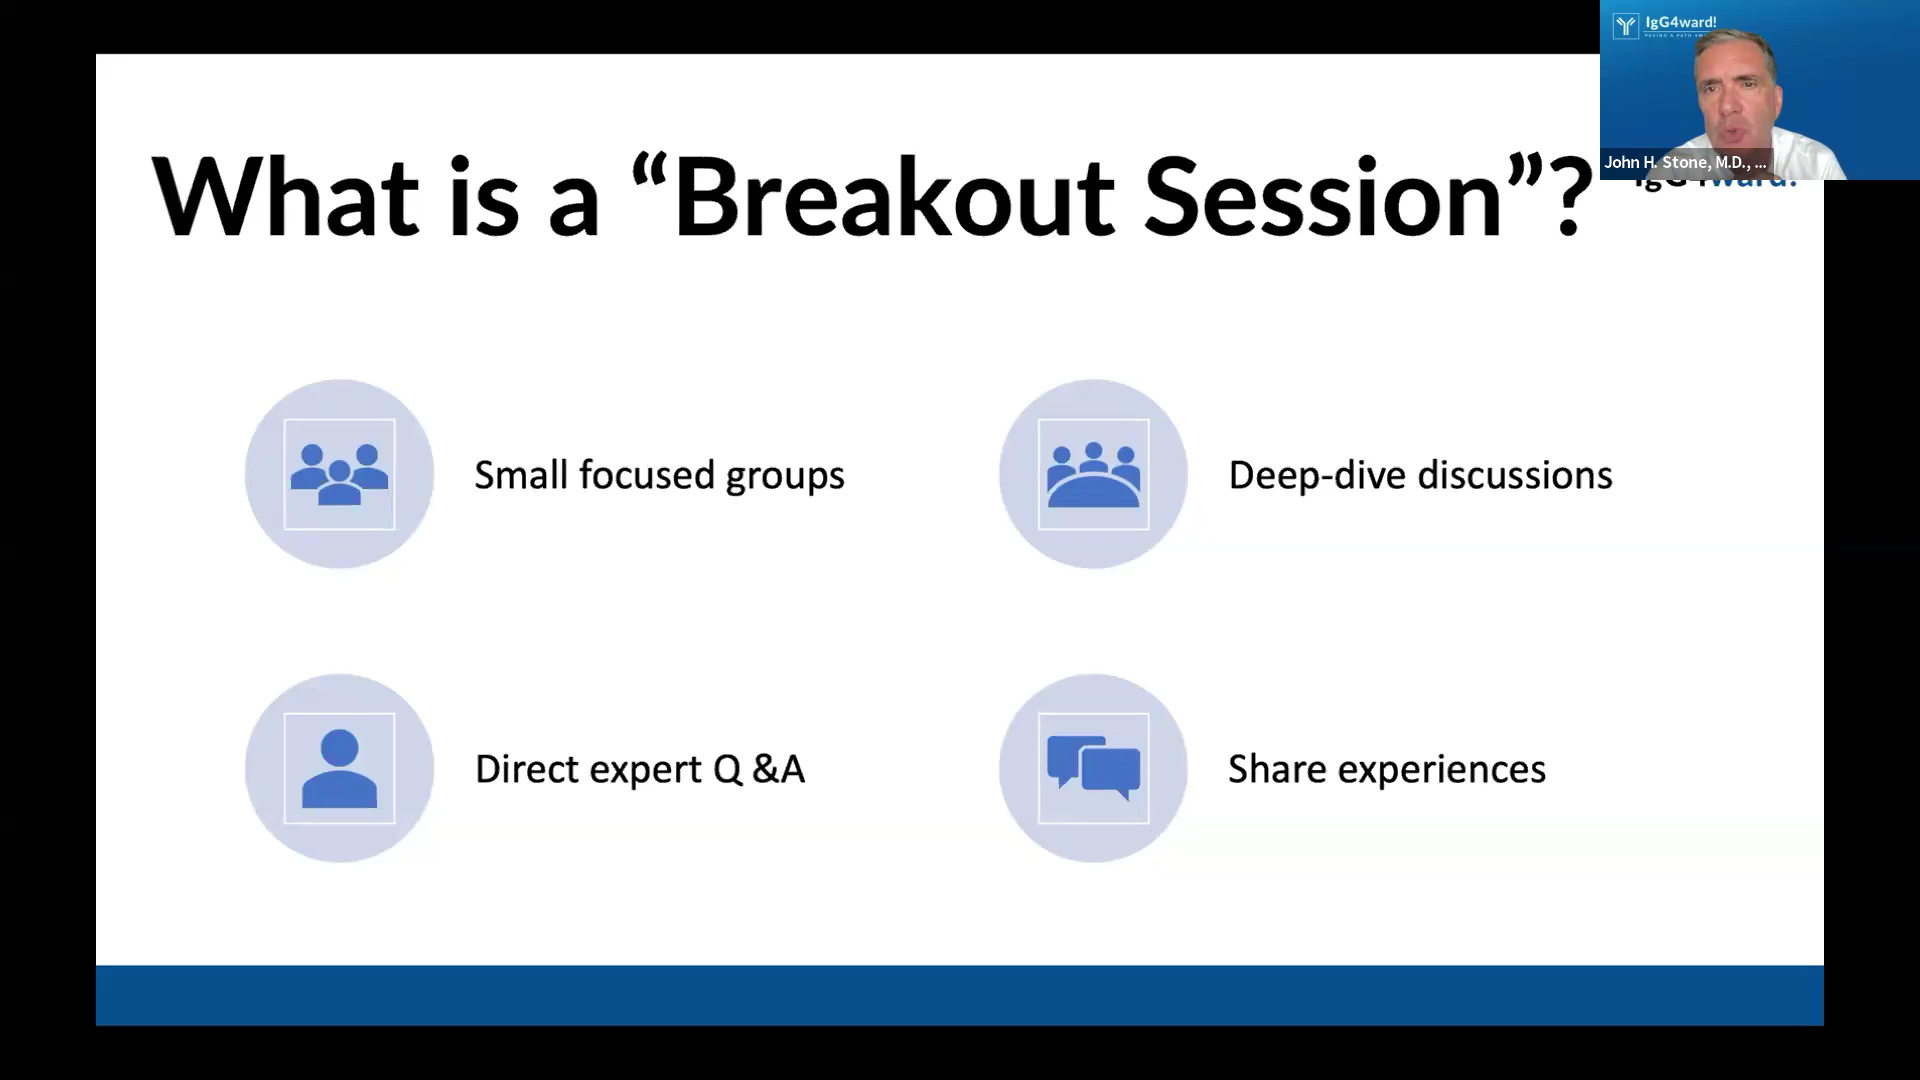 IgG4ward!
John H. Stone, M.D., ...
What is a “Breakout Session”?
Small focused groups
Deep-dive discussions
Direct expert Q &A
Share experiences